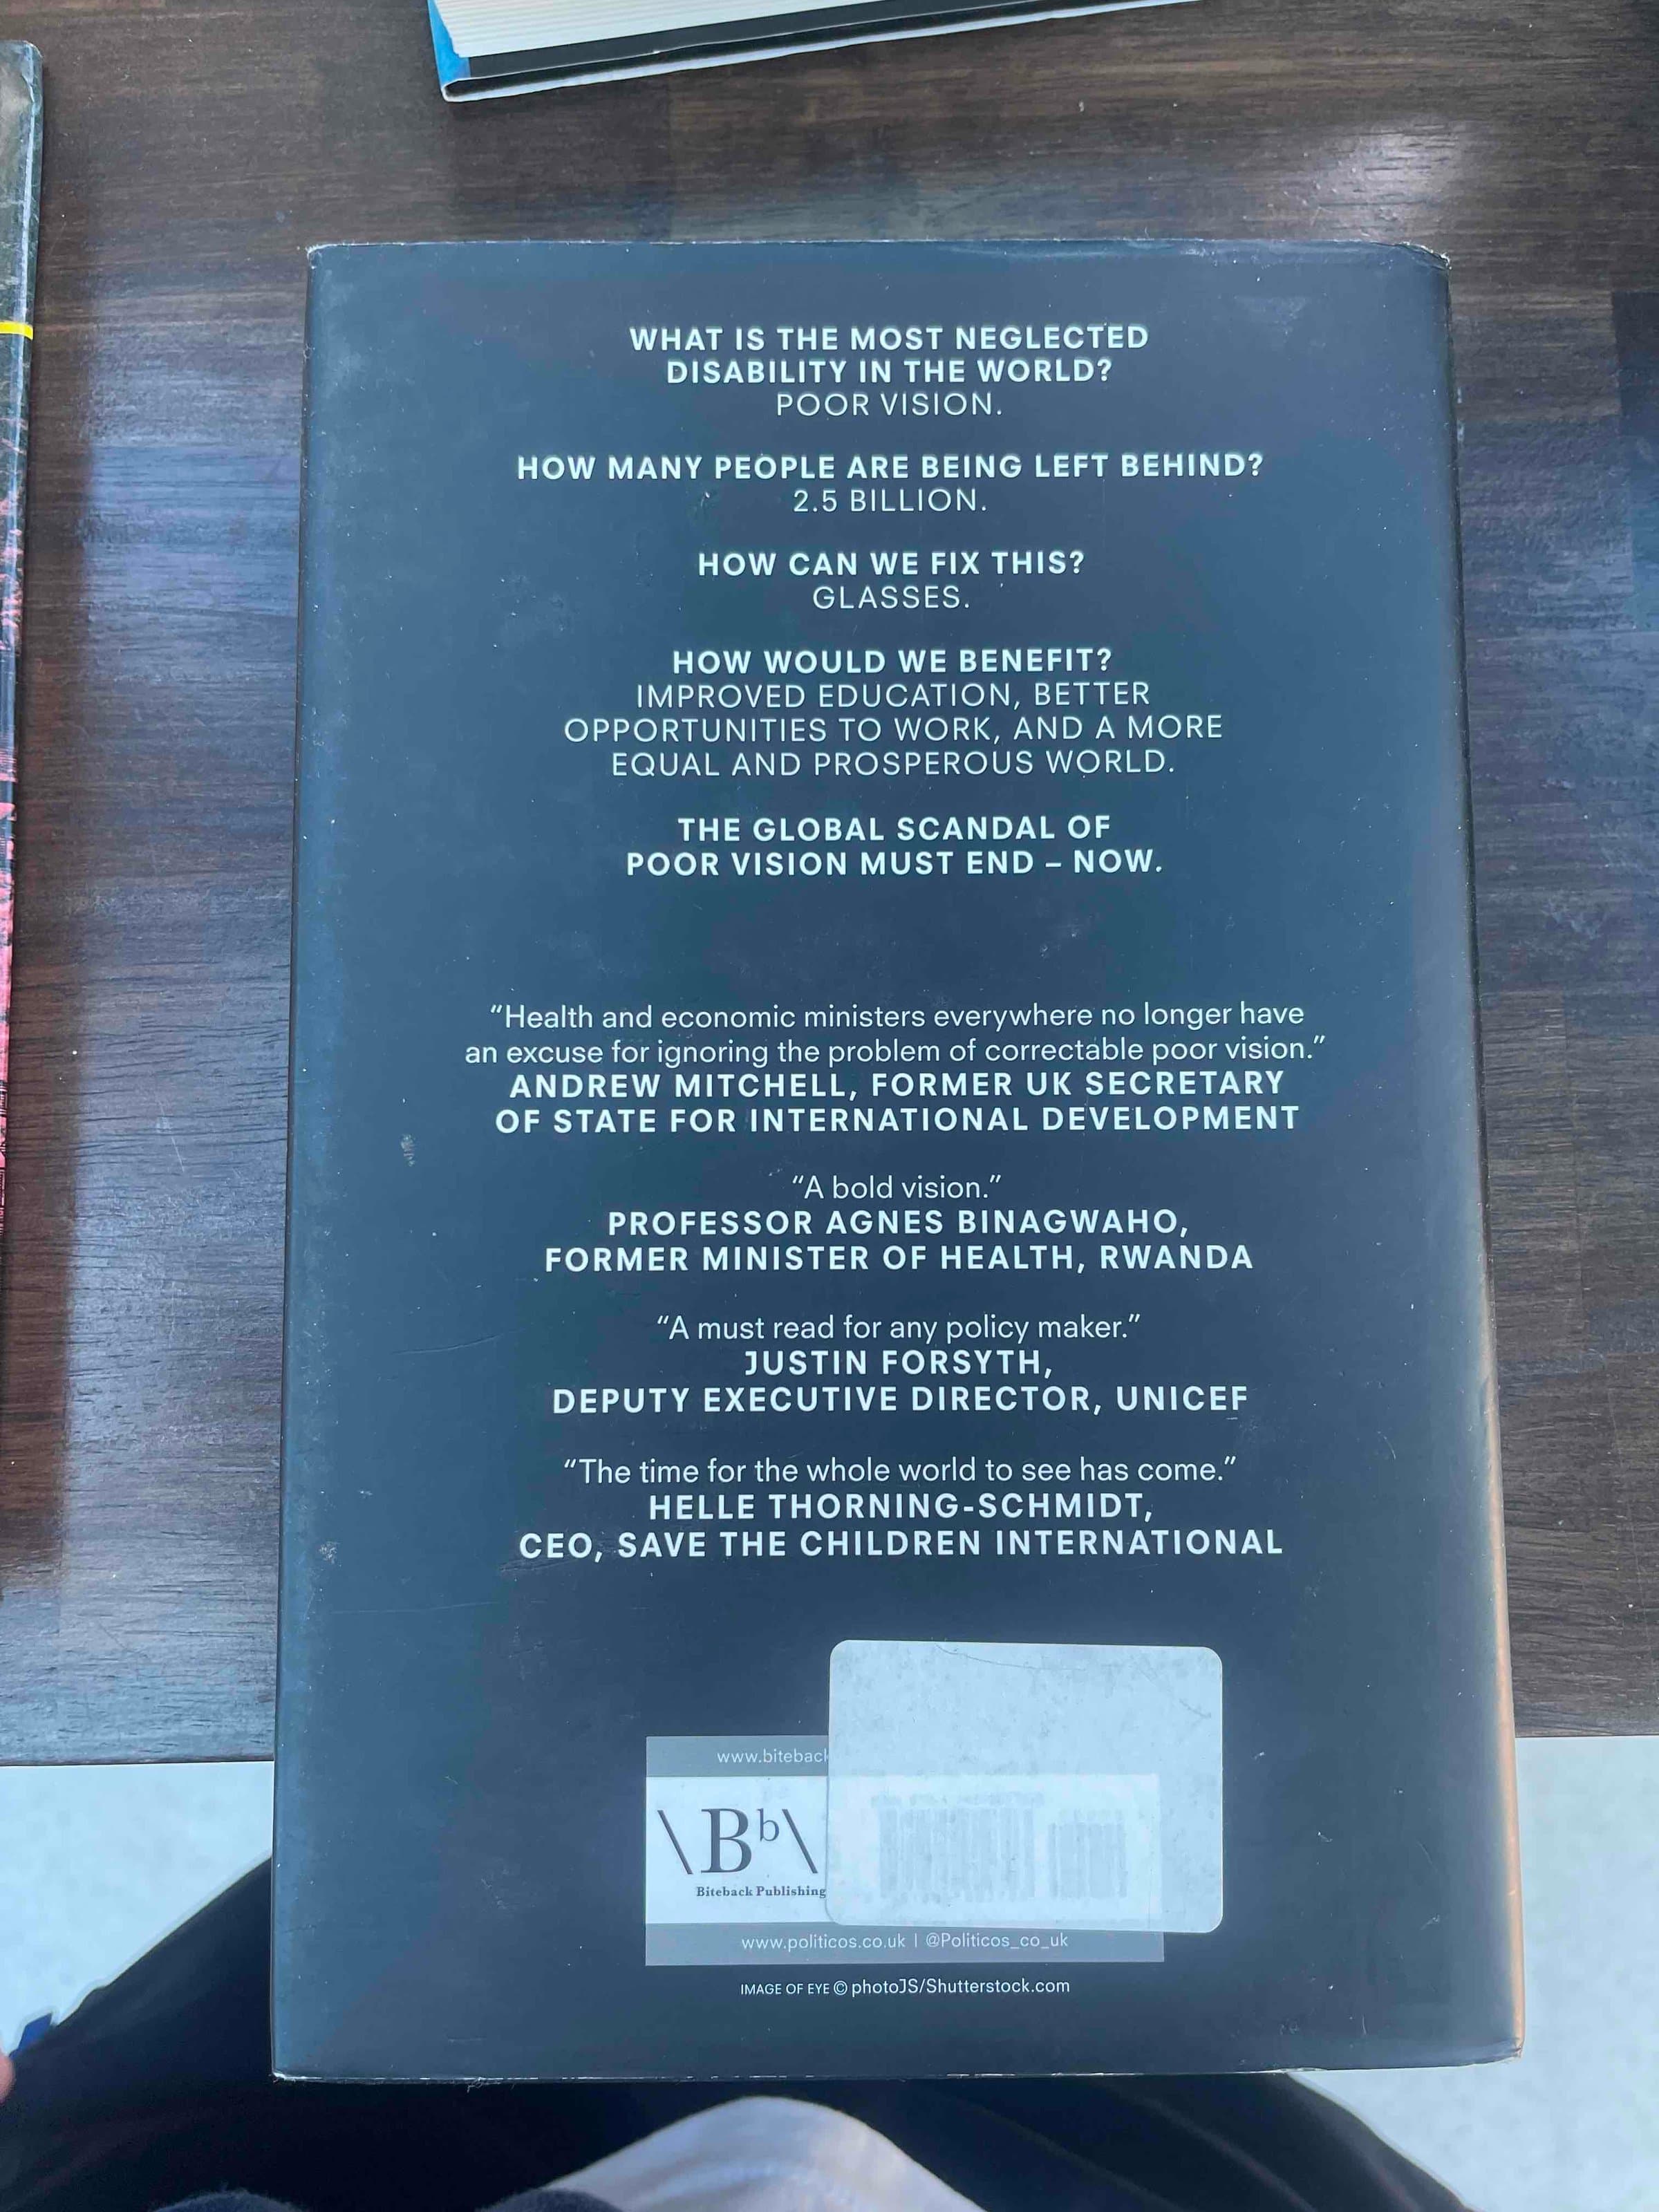 WHAT IS THE MOST NEGLECTED
DISABILITY IN THE WORLD?
POOR VISION.
HOW MANY PEOPLE ARE BEING LEFT BEHIND?
2.5 BILLION.
HOW CAN WE FIX THIS?
GLASSES.
HOW WOULD WE BENEFIT?
IMPROVED EDUCATION, BETTER
OPPORTUNITIES TO WORK, AND A MORE
EQUAL AND PROSPEROUS WORLD.
THE GLOBAL SCANDAL OF
POOR VISION MUST END – NOW.
“Health and economic ministers everywhere no longer have
an excuse for ignoring the problem of correctable poor vision.”
ANDREW MITCHELL, FORMER UK SECRETARY
OF STATE FOR INTERNATIONAL DEVELOPMENT
“A bold vision.”
PROFESSOR AGNES BINAGWAHO,
FORMER MINISTER OF HEALTH, RWANDA
“A must read for any policy maker.”
JUSTIN FORSYTH,
DEPUTY EXECUTIVE DIRECTOR, UNICEF
“The time for the whole world to see has come.”
HELLE THORNING-SCHMIDT,
CEO, SAVE THE CHILDREN INTERNATIONAL
www.biteback
\Bb\
Biteback Publishing
www.politicos.co.uk | @Politicos_co_uk
IMAGE OF EYE © photoJS/Shutterstock.com